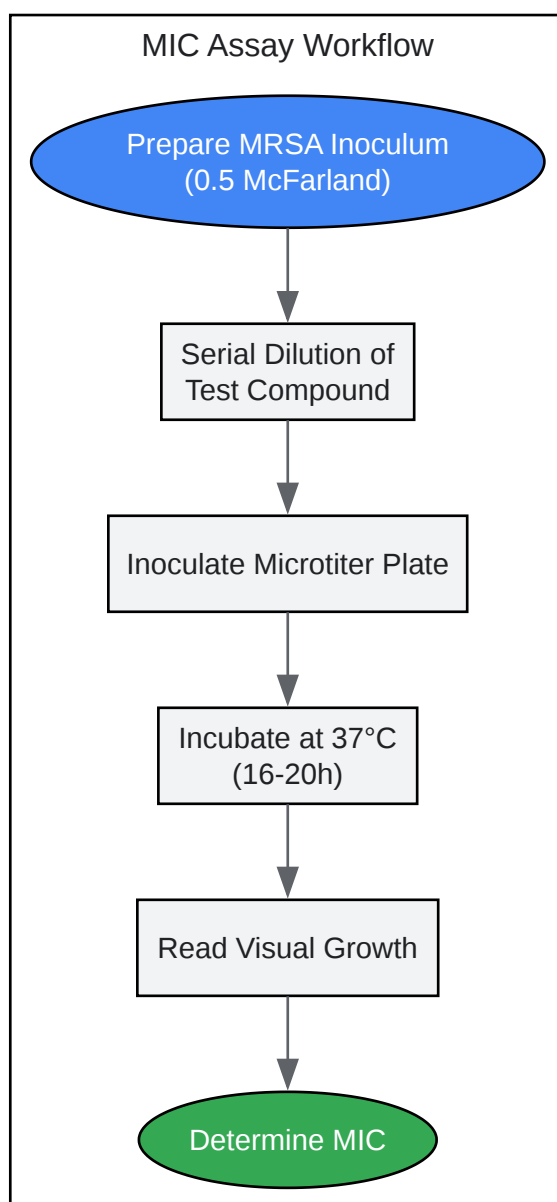 MIC Assay Workflow
Prepare MRSA Inoculum
(0.5 McFarland)
Serial Dilution of
Test Compound
Inoculate Microtiter Plate
Incubate at 37°C
(16-20h)
Read Visual Growth
Determine MIC